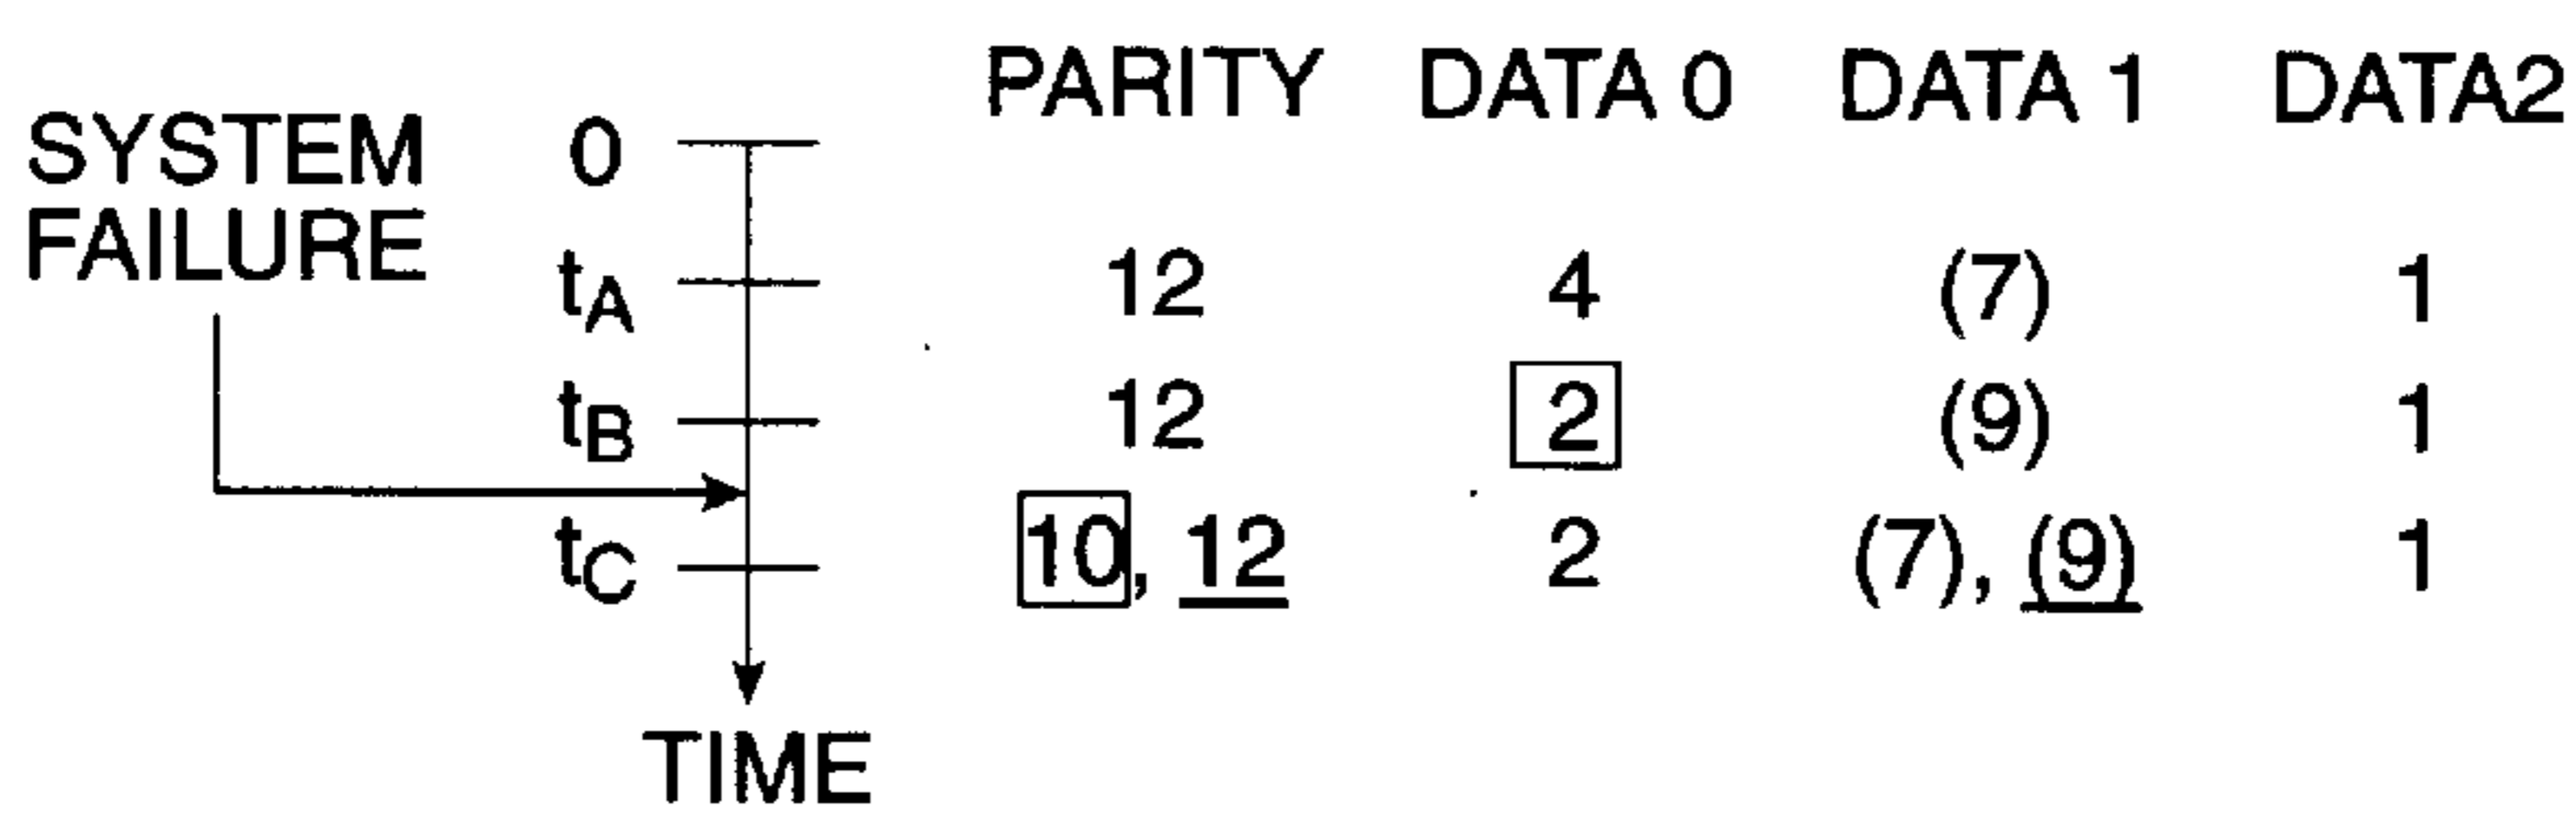 PARITY DATA 0 DATA 1 DATA2
SYSTEM
FAILURE
0
tA 12 4 (7) 1
tB 12 2 (9) 1
tC 10, 12 2 (7), (9) 1
TIME